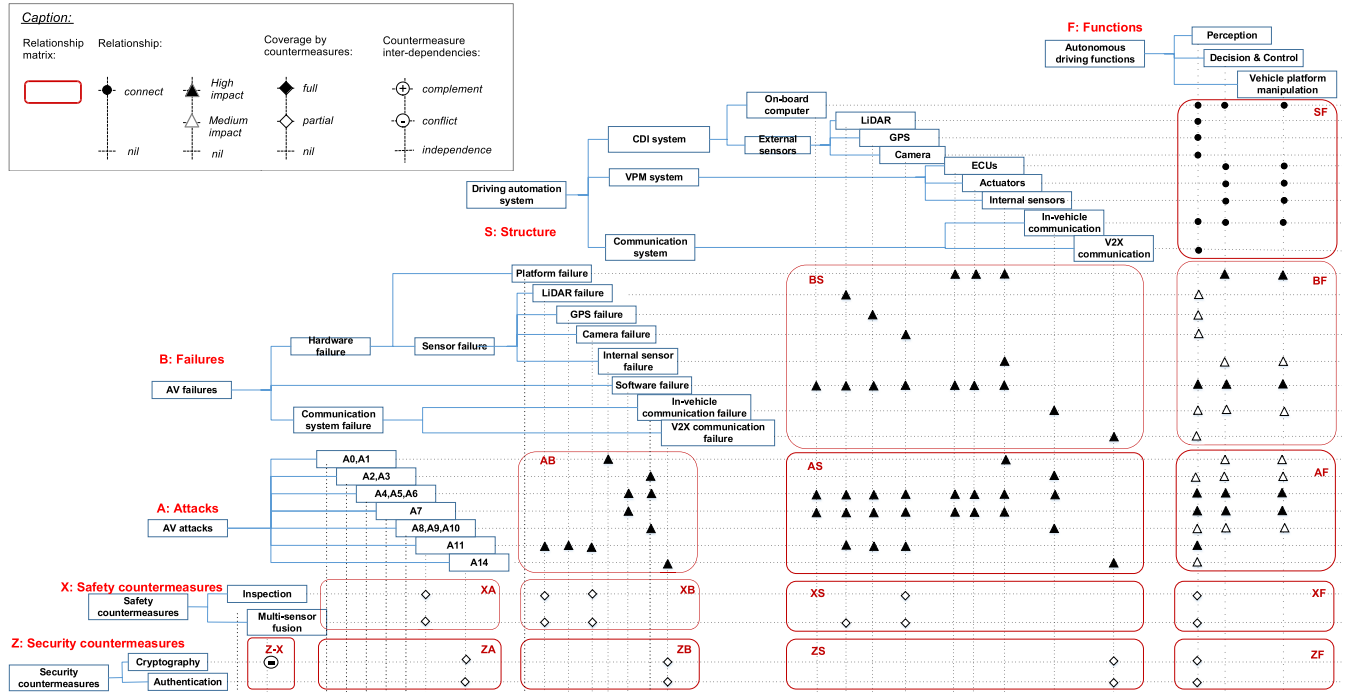 Caption:
Relationship
matrix:
Relationship:
Coverage by
countermeasures:
Countermeasure
inter-dependencies:
connect
High
impact
full
complement
Medium
impact
partial
conflict
nil
nil
nil
independence
F: Functions
Autonomous
driving functions
Perception
Decision & Control
Vehicle platform
manipulation
SF
On-board
computer
LiDAR
CDI system
External
sensors
GPS
Camera
ECUs
VPM system
Actuators
Driving automation
system
Internal sensors
In-vehicle
communication
S: Structure
Communication
system
V2X
communication
Platform failure
BS
BF
LiDAR failure
GPS failure
Camera failure
Hardware
failure
Sensor failure
B: Failures
Internal sensor
failure
AV failures
Software failure
In-vehicle
communication failure
Communication
system failure
V2X communication
failure
A0,A1
AB
AS
AF
A2,A3
A4,A5,A6
A: Attacks
A7
AV attacks
A8,A9,A10
A11
A14
X: Safety countermeasures
Inspection
XA
XB
XS
XF
Safety
countermeasures
Multi-sensor
fusion
Z: Security countermeasures
Z-X
ZA
ZB
ZS
ZF
Cryptography
Security
countermeasures
Authentication